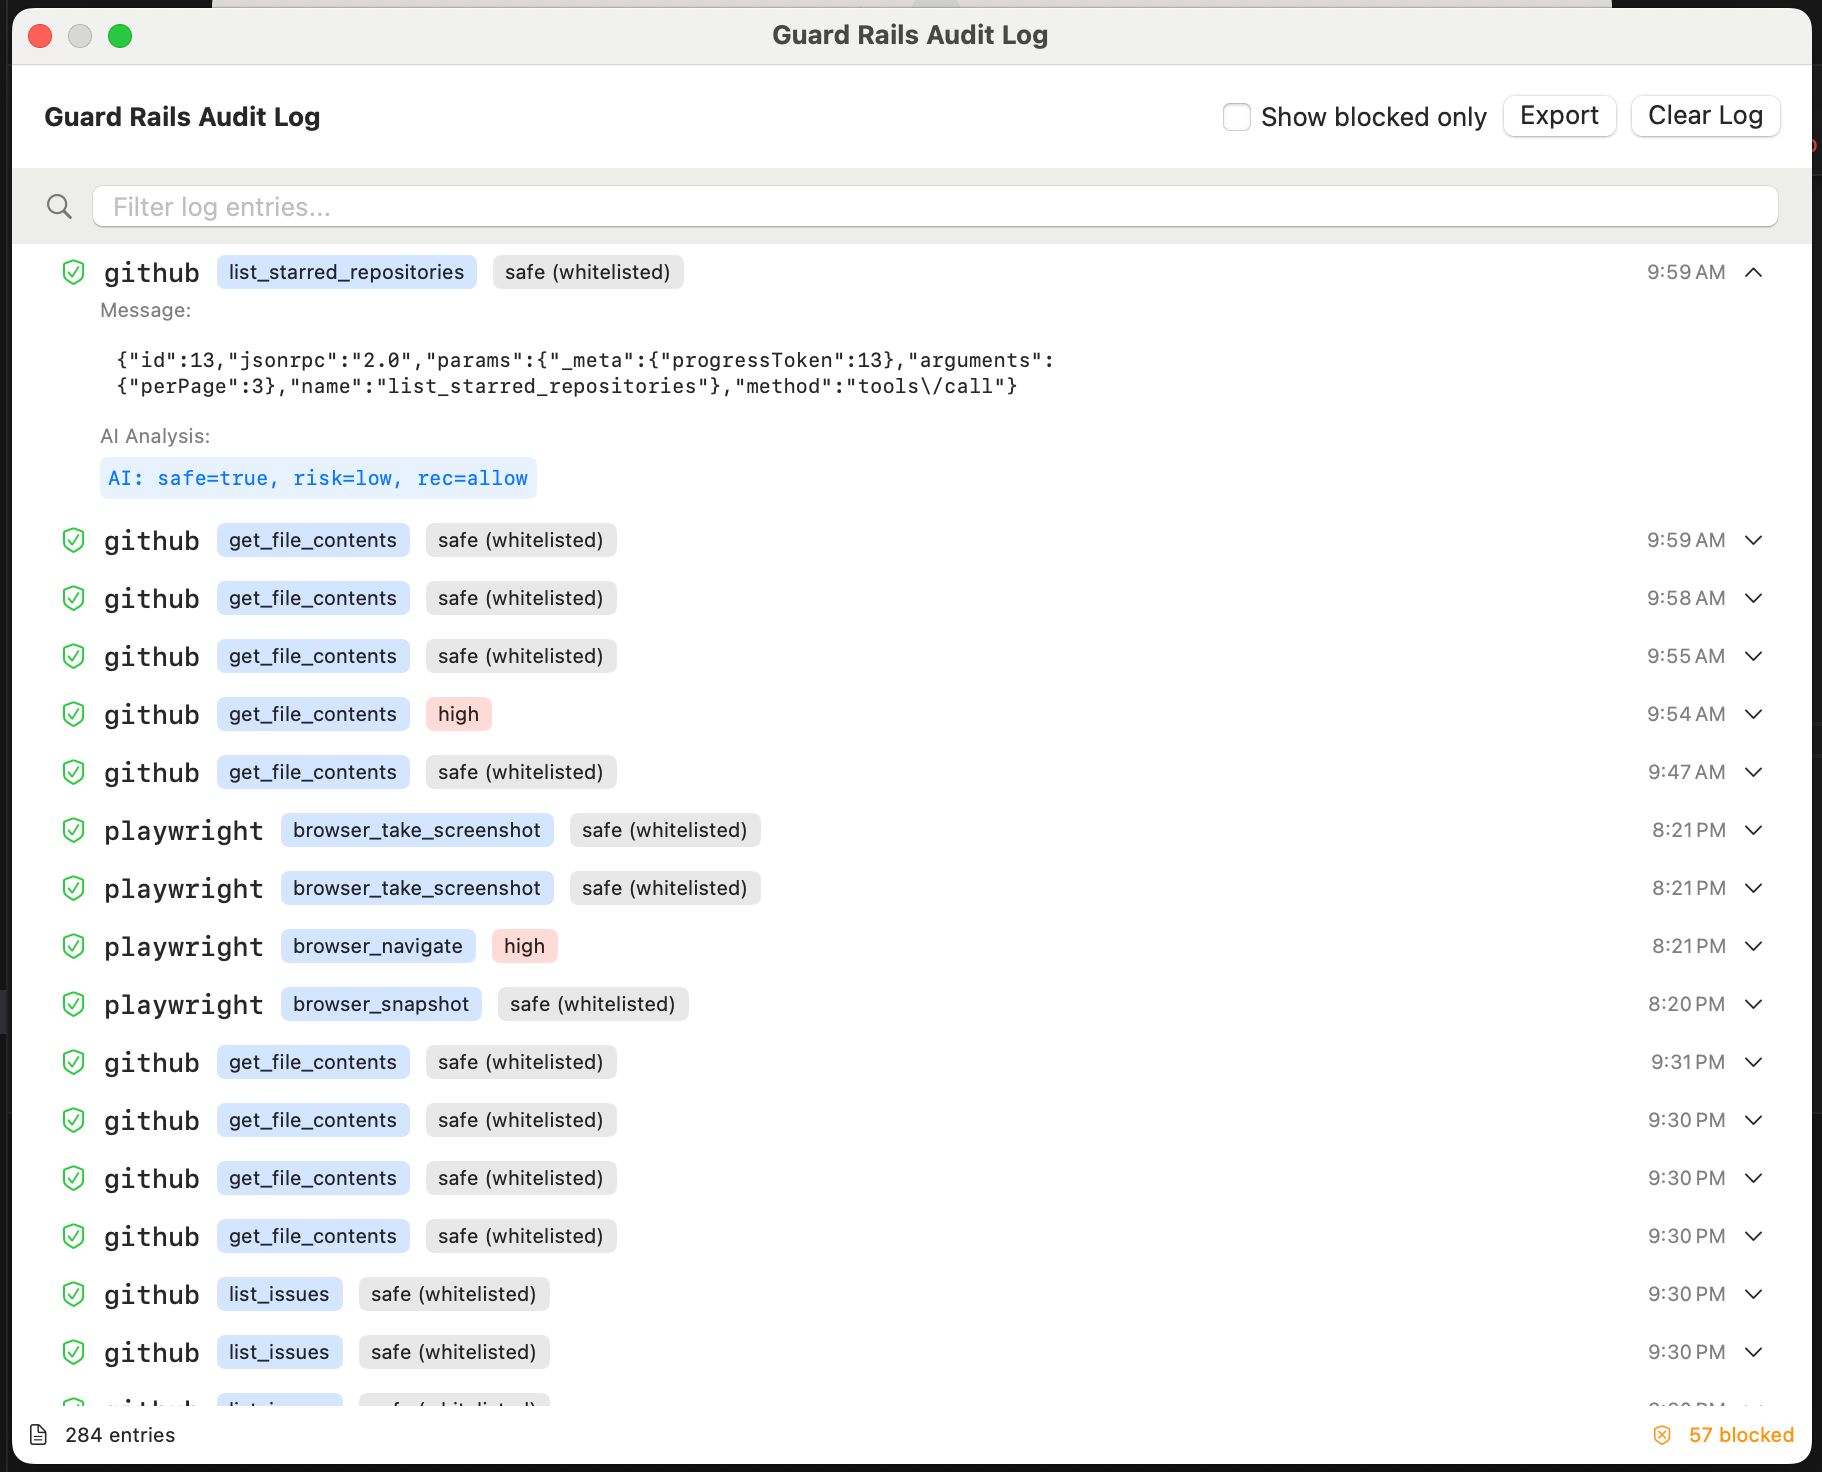 Guard Rails Audit Log
Guard Rails Audit Log Show blocked only Export Clear Log
Filter log entries...
github list_starred_repositories safe (whitelisted) 9:59 AM
Message:
{"id":13,"jsonrpc":"2.0","params":{"_meta":{"progressToken":13},"arguments":
{"perPage":3},"name":"list_starred_repositories"},"method":"tools\/call"}
AI Analysis:
AI: safe=true, risk=low, rec=allow
github get_file_contents safe (whitelisted) 9:59 AM
github get_file_contents safe (whitelisted) 9:58 AM
github get_file_contents safe (whitelisted) 9:55 AM
github get_file_contents high 9:54 AM
github get_file_contents safe (whitelisted) 9:47 AM
playwright browser_take_screenshot safe (whitelisted) 8:21 PM
playwright browser_take_screenshot safe (whitelisted) 8:21 PM
playwright browser_navigate high 8:21 PM
playwright browser_snapshot safe (whitelisted) 8:20 PM
github get_file_contents safe (whitelisted) 9:31 PM
github get_file_contents safe (whitelisted) 9:30 PM
github get_file_contents safe (whitelisted) 9:30 PM
github get_file_contents safe (whitelisted) 9:30 PM
github list_issues safe (whitelisted) 9:30 PM
github list_issues safe (whitelisted) 9:30 PM
284 entries 57 blocked